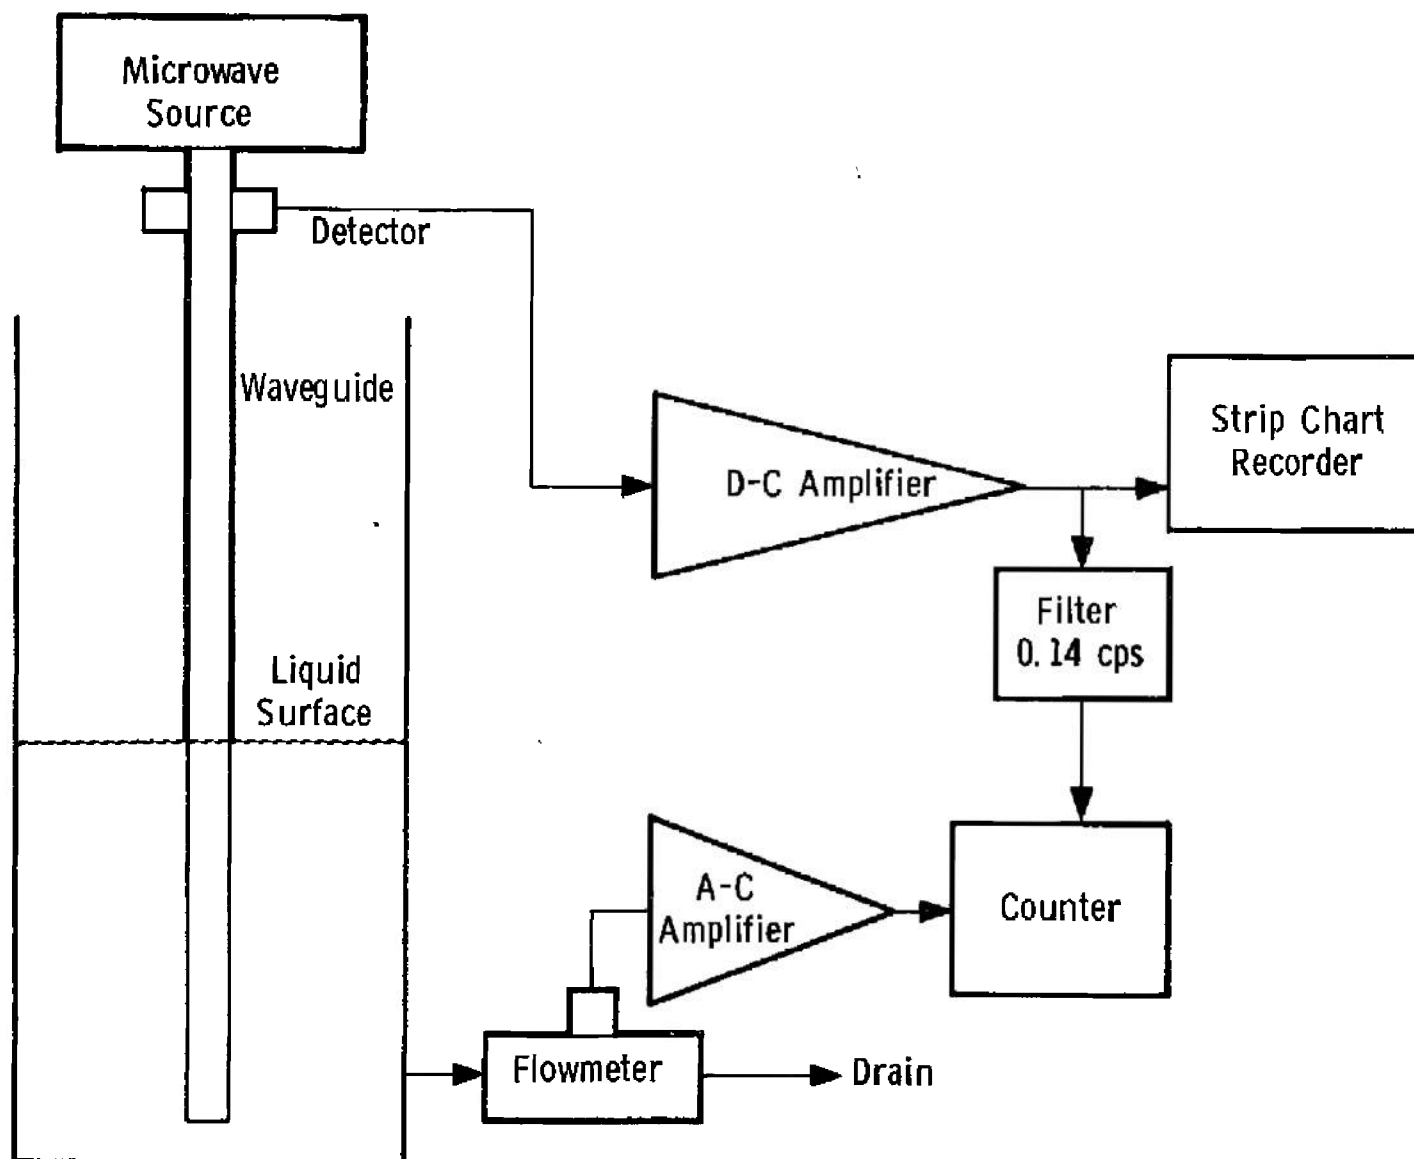 Microwave
Source
Detector
Waveguide
Strip Chart
Recorder
D-C Amplifier
Filter
0.14 cps
Liquid
Surface
A-C
Amplifier
Counter
Flowmeter
Drain